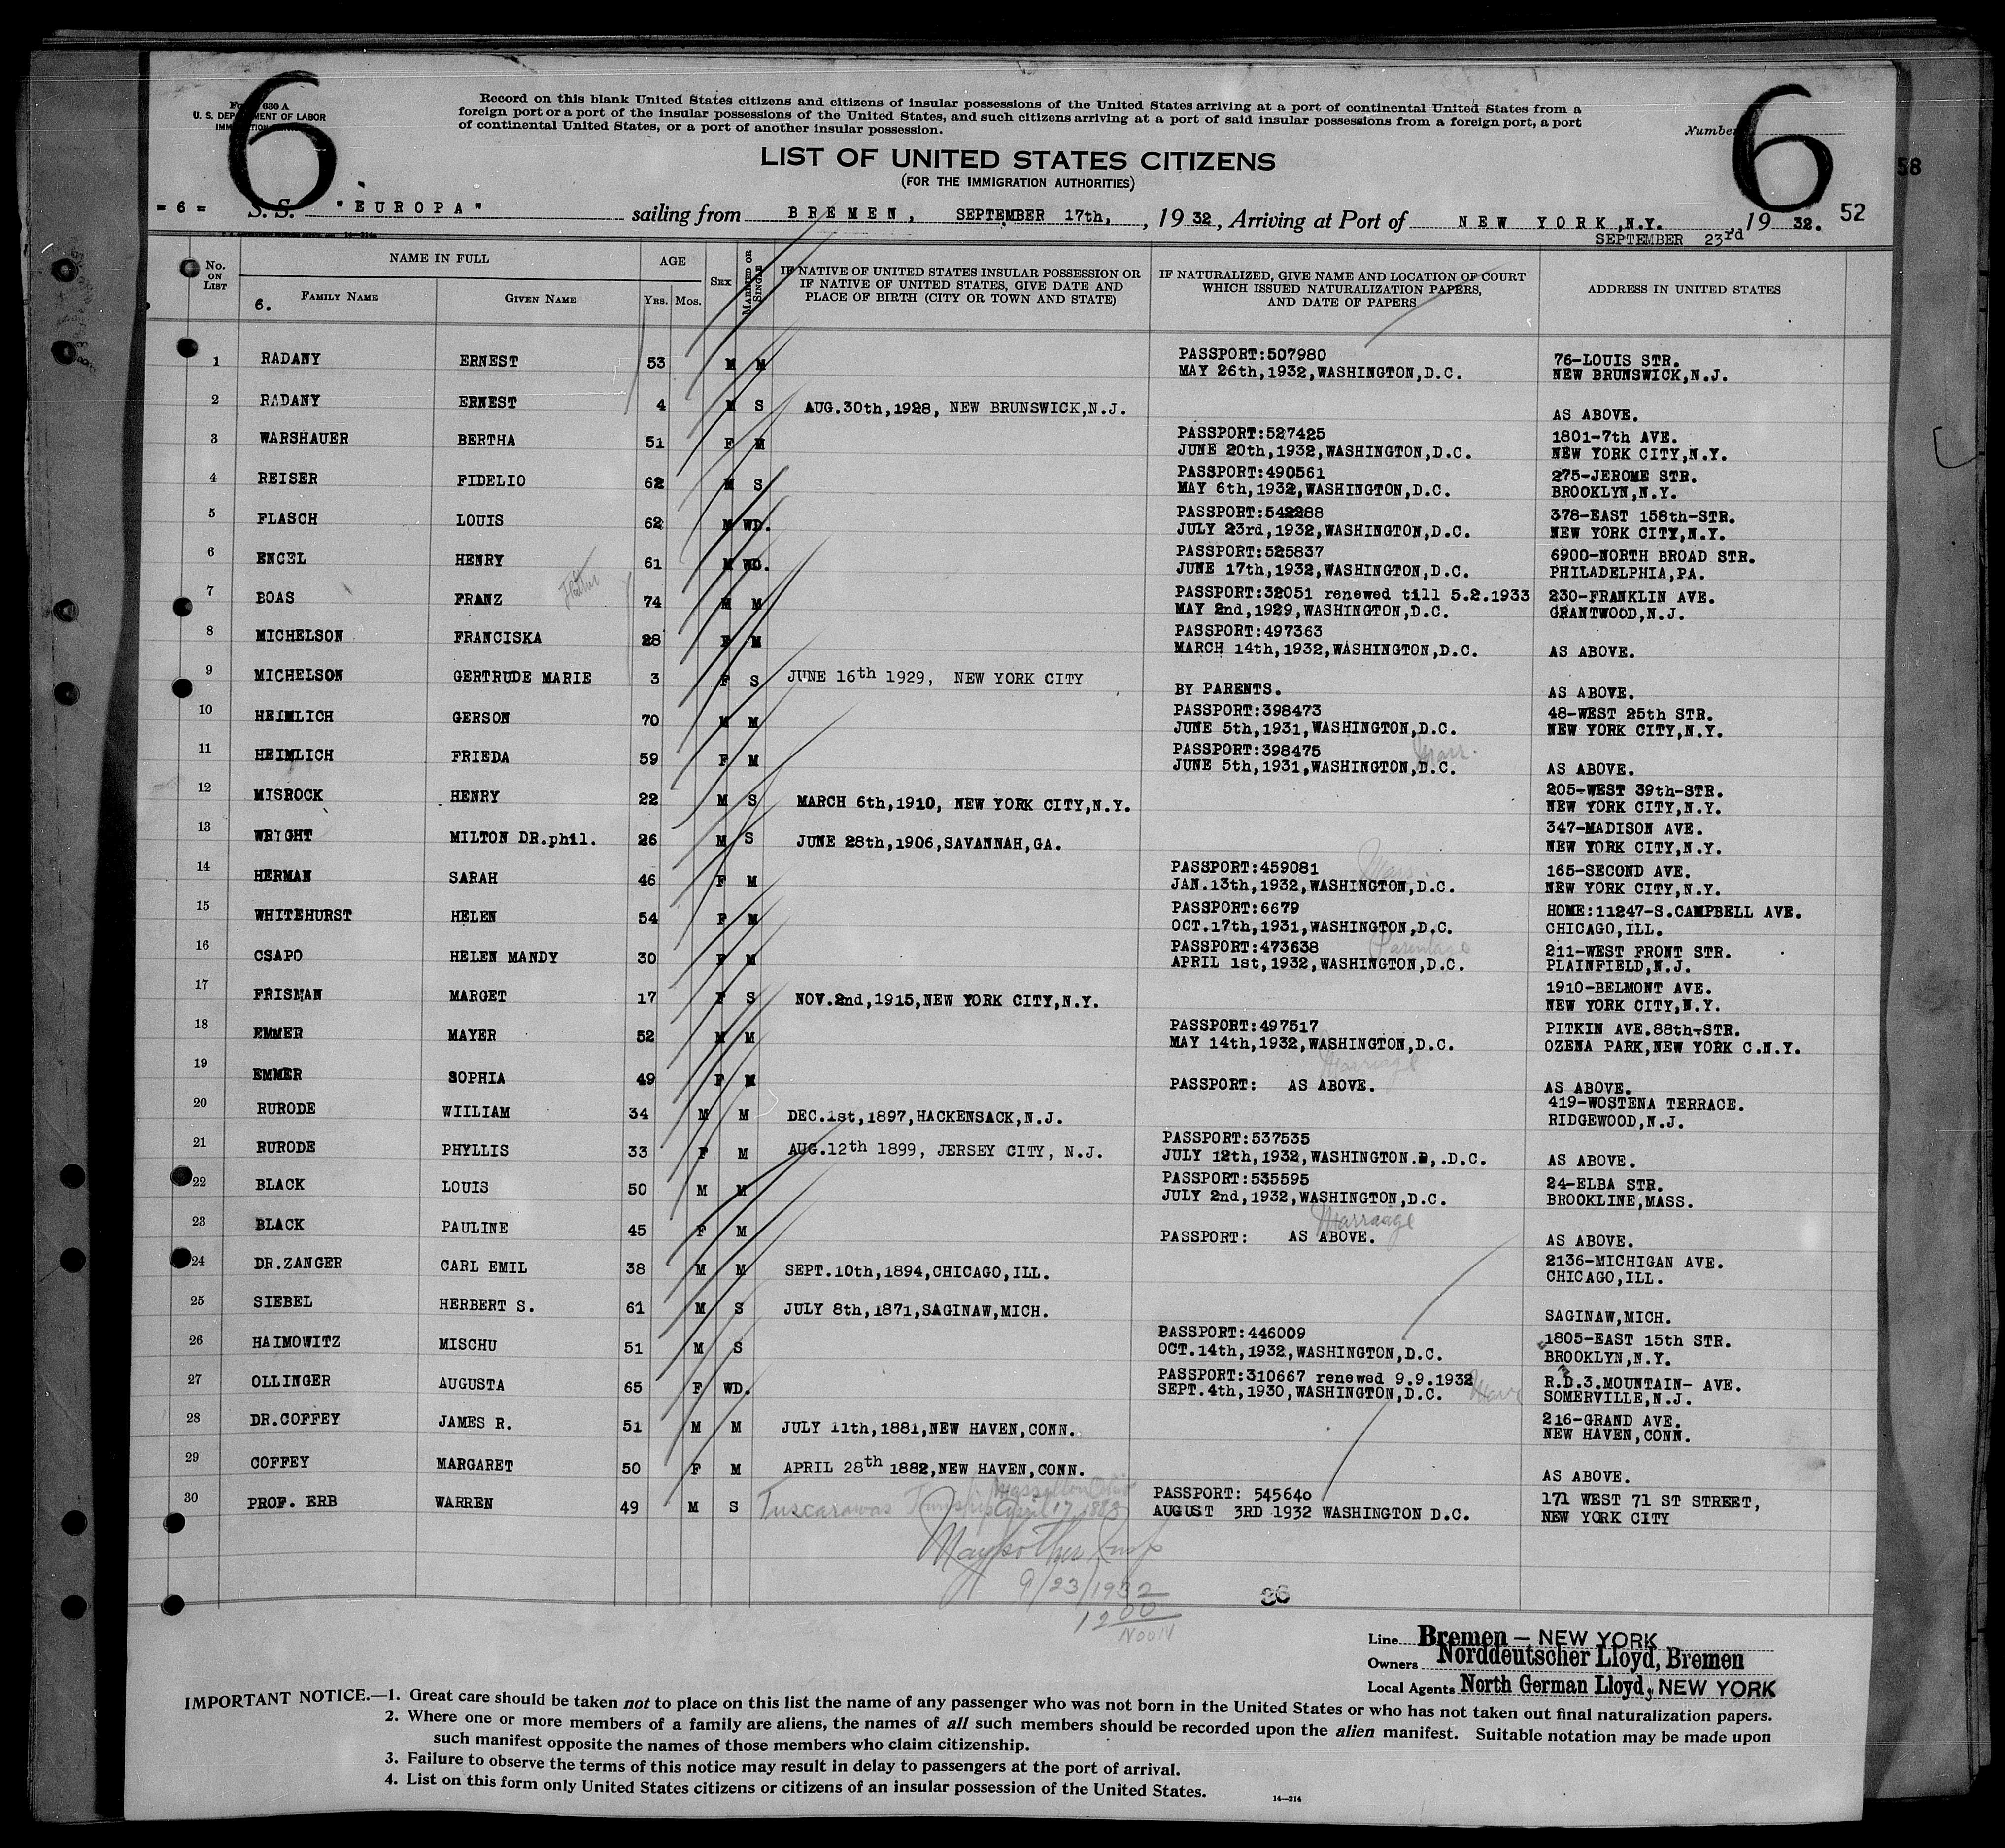 6
6
Form 630 A
U. S. DEPARTMENT OF LABOR
Record on this blank United States citizens and citizens of insular possessions of the United States arriving at a port of continental United States from a
foreign port or a port of the insular possessions of the United States, and such citizens arriving at a port of said insular possessions from a foreign port, a port
of continental United States, or a port of another insular possession.
Number
LIST OF UNITED STATES CITIZENS
(FOR THE IMMIGRATION AUTHORITIES)
58
52
= 6 = S. S. "EUROPA" sailing from BREMEN, SEPTEMBER 17th, , 19 32, Arriving at Port of NEW YORK,N.Y. , 19 32.
SEPTEMBER 23rd
No. ON LIST
NAME IN FULL
6. FAMILY NAME
GIVEN NAME
AGE
YRS. MOS.
SEX
MARRIED OR SINGLE
IF NATIVE OF UNITED STATES INSULAR POSSESSION OR
IF NATIVE OF UNITED STATES, GIVE DATE AND
PLACE OF BIRTH (CITY OR TOWN AND STATE)
IF NATURALIZED, GIVE NAME AND LOCATION OF COURT
WHICH ISSUED NATURALIZATION PAPERS,
AND DATE OF PAPERS
ADDRESS IN UNITED STATES
1 RADANY ERNEST 53 M M PASSPORT:507980 76-LOUIS STR.
MAY 26th,1932,WASHINGTON,D.C. NEW BRUNSWICK,N.J.
2 RADANY ERNEST 4 M S AUG.30th,1928, NEW BRUNSWICK,N.J. AS ABOVE.
3 WARSHAUER BERTHA 51 F M PASSPORT:527425 1801-7th AVE.
JUNE 20th,1932,WASHINGTON,D.C. NEW YORK CITY,N.Y.
4 REISER FIDELIO 62 M S PASSPORT:490561 275-JEROME STR.
MAY 6th,1932,WASHINGTON,D.C. BROOKLYN,N.Y.
5 FLASCH LOUIS 62 M WD. PASSPORT:542288 378-EAST 158th-STR.
JULY 23rd,1932,WASHINGTON,D.C. NEW YORK CITY,N.Y.
6 ENGEL HENRY 61 M WD. PASSPORT:525837 6900-NORTH BROAD STR.
JUNE 17th,1932,WASHINGTON,D.C. PHILADELPHIA,PA.
Father
7 BOAS FRANZ 74 M M PASSPORT:32051 renewed till 5.2.1933 230-FRANKLIN AVE.
MAY 2nd,1929,WASHINGTON,D.C. GRANTWOOD,N.J.
8 MICHELSON FRANCISKA 28 F M PASSPORT:497363
MARCH 14th,1932,WASHINGTON,D.C. AS ABOVE.
9 MICHELSON GERTRUDE MARIE 3 F S JUNE 16th 1929, NEW YORK CITY BY PARENTS. AS ABOVE.
10 HEIMLICH GERSON 70 M M PASSPORT:398473 48-WEST 25th STR.
JUNE 5th,1931,WASHINGTON,D.C. NEW YORK CITY,N.Y.
11 HEIMLICH FRIEDA 59 F M PASSPORT:398475 Marr.
JUNE 5th,1931,WASHINGTON,D.C. AS ABOVE.
12 MISROCK HENRY 22 M S MARCH 6th,1910, NEW YORK CITY,N.Y. 205-WEST 39th-STR.
NEW YORK CITY,N.Y.
13 WRIGHT MILTON DR.phil. 26 M S JUNE 28th,1906,SAVANNAH,GA. 347-MADISON AVE.
NEW YORK CITY,N.Y.
14 HERMAN SARAH 46 F M PASSPORT:459081 Marr. 165-SECOND AVE.
JAN.13th,1932,WASHINGTON,D.C. NEW YORK CITY,N.Y.
15 WHITEHURST HELEN 54 F M PASSPORT:6679 HOME:11247-S.CAMPBELL AVE.
OCT.17th,1931,WASHINGTON,D.C. CHICAGO,ILL.
16 CSAPO HELEN MANDY 30 F M PASSPORT:473638 Parentage 211-WEST FRONT STR.
APRIL 1st,1932,WASHINGTON,D.C. PLAINFIELD,N.J.
17 FRISMAN MARGET 17 F S NOV.2nd,1915,NEW YORK CITY,N.Y. 1910-BELMONT AVE.
NEW YORK CITY,N.Y.
18 EMMER MAYER 52 M M PASSPORT:497517 PITKIN AVE.88th-STR.
MAY 14th,1932,WASHINGTON,D.C. OZENA PARK,NEW YORK C.N.Y.
Marriage
19 EMMER SOPHIA 49 F M PASSPORT: AS ABOVE. AS ABOVE.
20 RURODE WIILIAM 34 M M DEC.1st,1897,HACKENSACK,N.J. 419-WOSTENA TERRACE.
RIDGEWOOD,N.J.
21 RURODE PHYLLIS 33 F M AUG.12th 1899, JERSEY CITY, N.J. PASSPORT:537535
JULY 12th,1932,WASHINGTON.D,.D.C. AS ABOVE.
22 BLACK LOUIS 50 M M PASSPORT:535595 24-ELBA STR.
JULY 2nd,1932,WASHINGTON,D.C. BROOKLINE,MASS.
Marraige
23 BLACK PAULINE 45 F M PASSPORT: AS ABOVE. AS ABOVE.
24 DR.ZANGER CARL EMIL 38 M M SEPT.10th,1894,CHICAGO,ILL. 2136-MICHIGAN AVE.
CHICAGO,ILL.
25 SIEBEL HERBERT S. 61 M S JULY 8th,1871,SAGINAW,MICH. SAGINAW,MICH.
26 HAIMOWITZ MISCHU 51 M S PASSPORT:446009 1805-EAST 15th STR.
OCT.14th,1932,WASHINGTON,D.C. BROOKLYN,N.Y.
27 OLLINGER AUGUSTA 65 F WD. PASSPORT:310667 renewed 9.9.1932 R.D.3.MOUNTAIN- AVE.
SEPT.4th,1930,WASHINGTON,D.C. Marr SOMERVILLE,N.J.
28 DR.COFFEY JAMES R. 51 M M JULY 11th,1881,NEW HAVEN,CONN. 216-GRAND AVE.
NEW HAVEN,CONN.
29 COFFEY MARGARET 50 F M APRIL 28th 1882,NEW HAVEN,CONN. AS ABOVE.
Massillon Ohio
30 PROF. ERB WARREN 49 M S Tuscarawas Township April 17, 1883 PASSPORT: 545640 171 WEST 71 ST STREET,
AUGUST 3RD 1932 WASHINGTON D.C. NEW YORK CITY
9/23/1932
12 00
NOON
26
Line Bremen – NEW YORK
Owners Norddeutscher Lloyd, Bremen
Local Agents North German Lloyd, NEW YORK
IMPORTANT NOTICE.—1. Great care should be taken not to place on this list the name of any passenger who was not born in the United States or who has not taken out final naturalization papers.
2. Where one or more members of a family are aliens, the names of all such members should be recorded upon the alien manifest. Suitable notation may be made upon
such manifest opposite the names of those members who claim citizenship.
3. Failure to observe the terms of this notice may result in delay to passengers at the port of arrival.
4. List on this form only United States citizens or citizens of an insular possession of the United States.
14—214